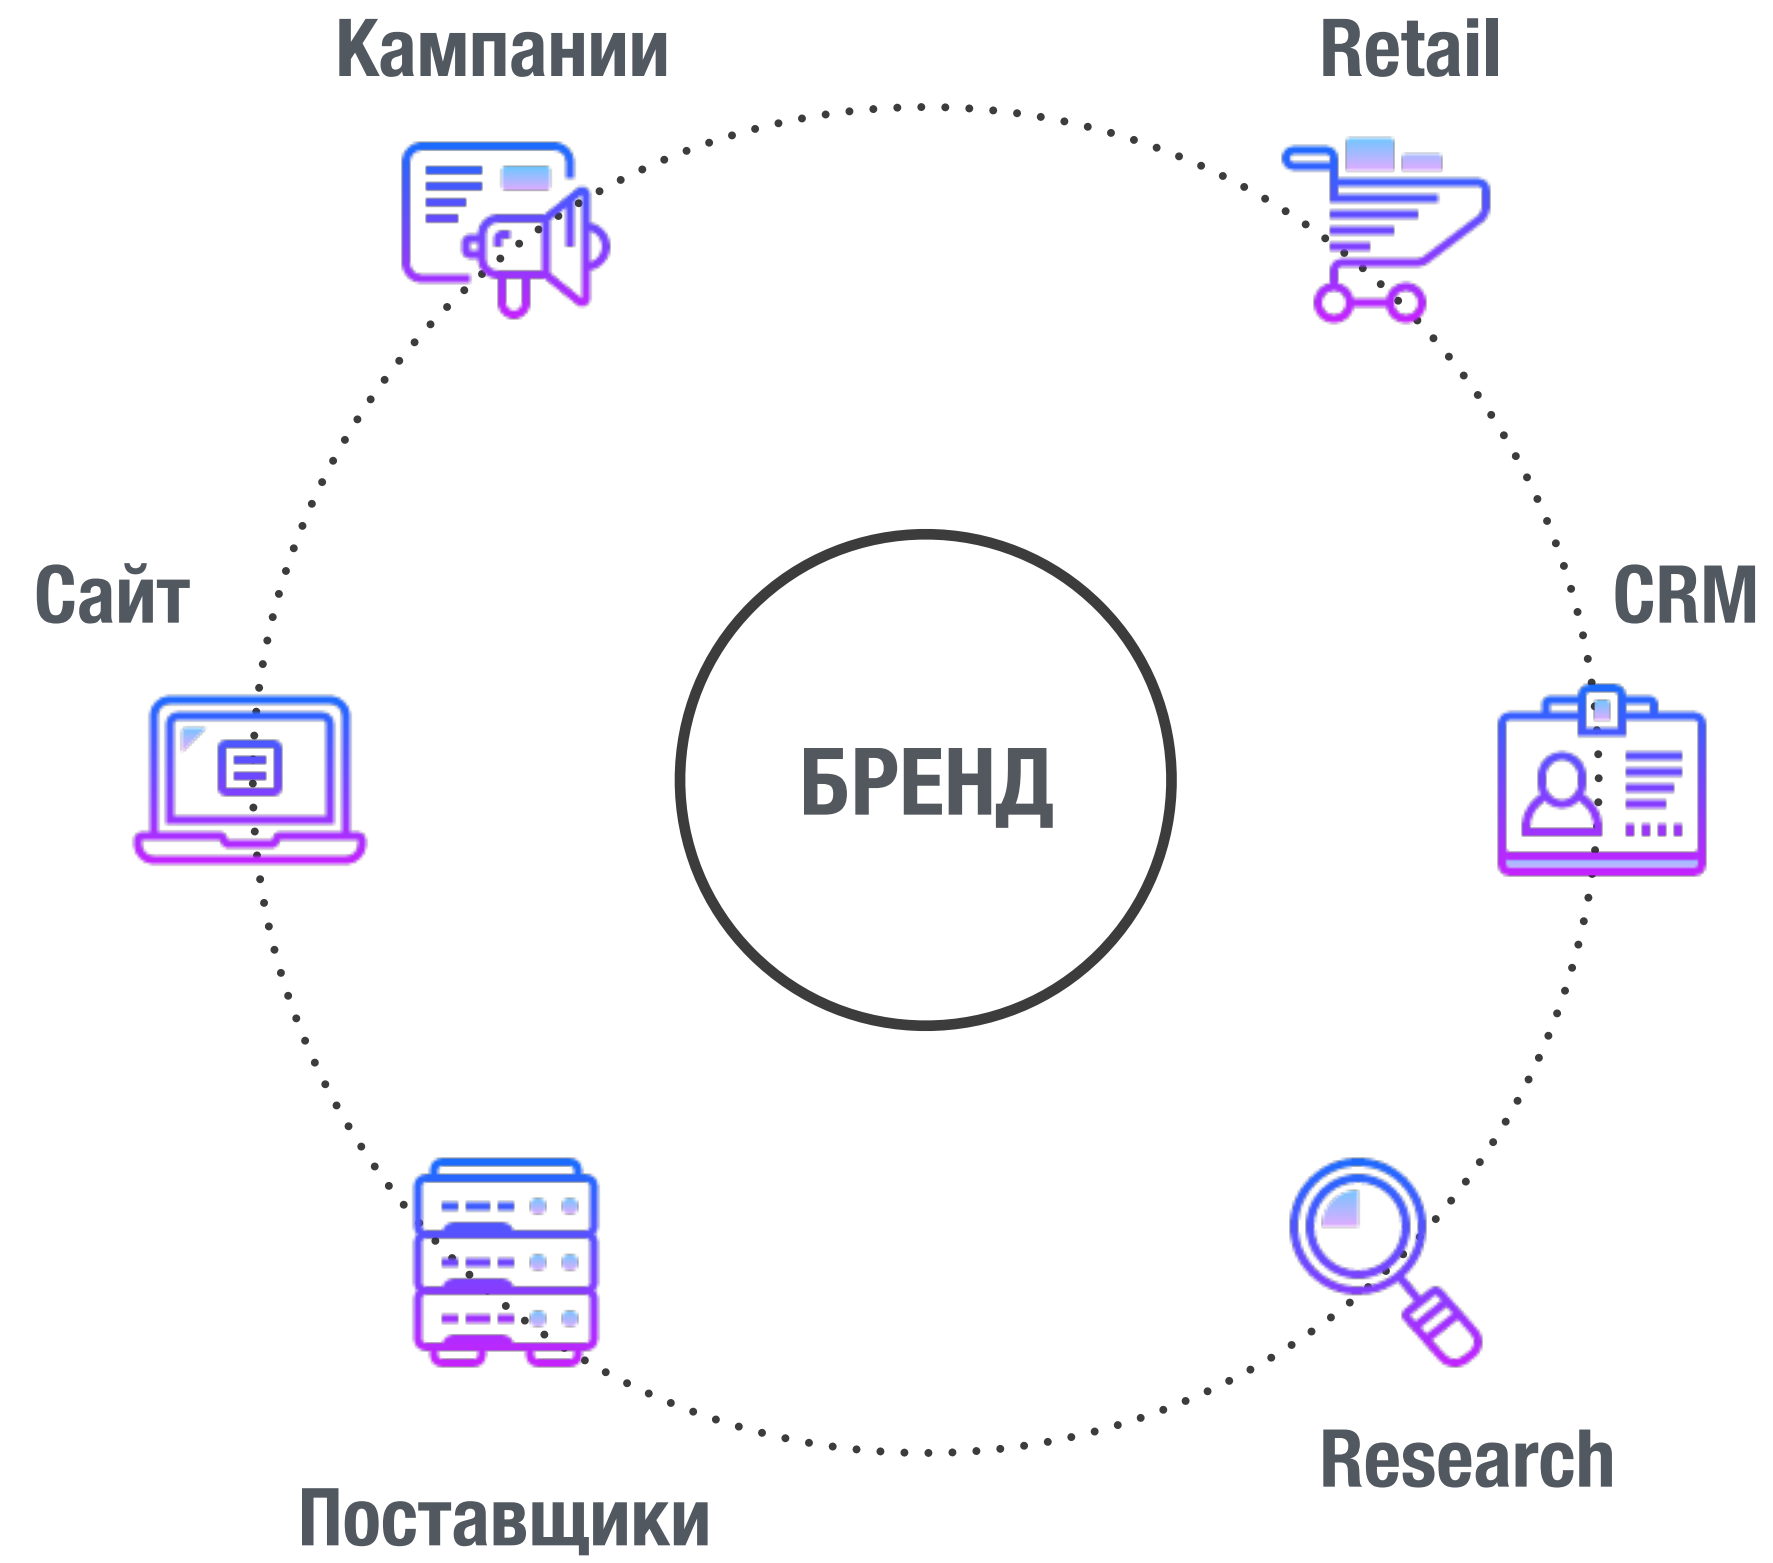 Кампании
Retail
Сайт
CRM
БРЕНД
Research
Поставщики